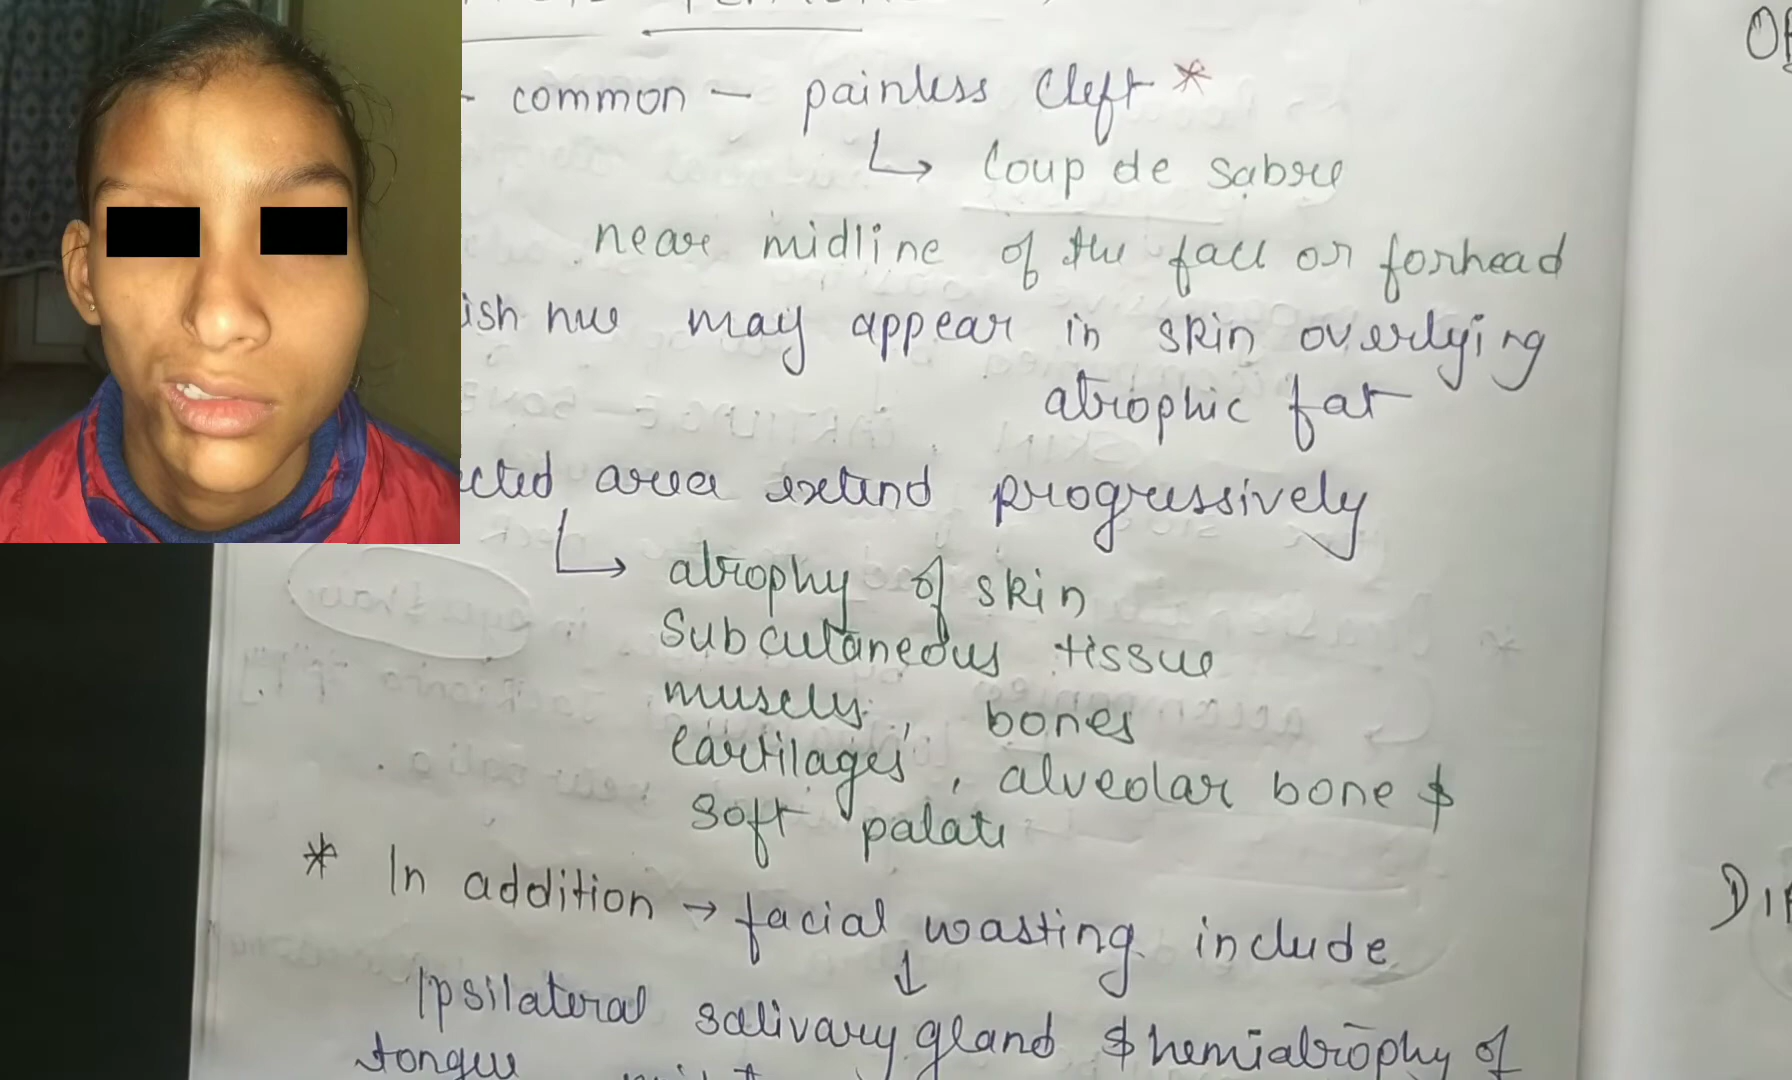 - common - painless cleft *
↳ Coup de sabre
near midline of the face or forhead
ish hue may appear in skin overlying
atrophic fat
cted area extend progressively
↳ atrophy of skin
Subcutaneous tissue
muscles, bones
cartilages, alveolar bone &
soft palate
* In addition → facial wasting include
↓
Ipsilateral salivary gland & hemiatrophy of
tongue